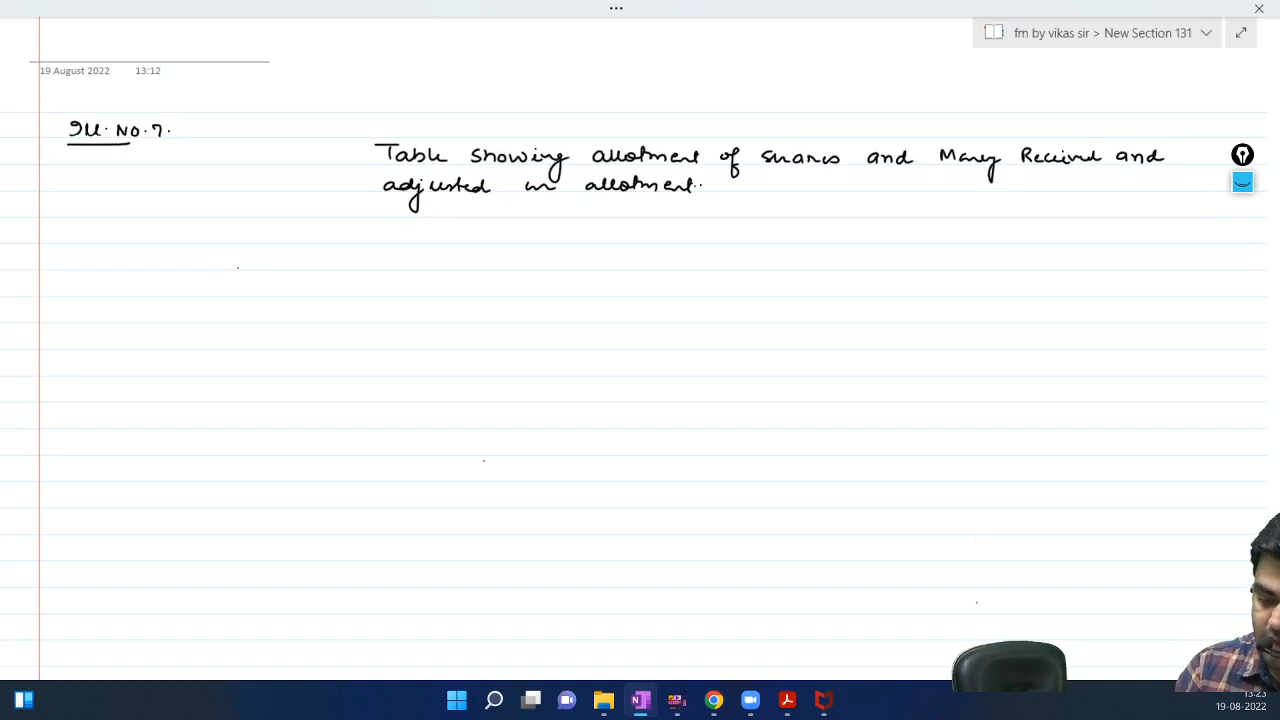 fm by vikas sir > New Section 131
19 August 2022 13:12
Ill. No. 7.
Table showing allotment of shares and Money Received and
adjusted on allotment.
13:23
19-08-2022